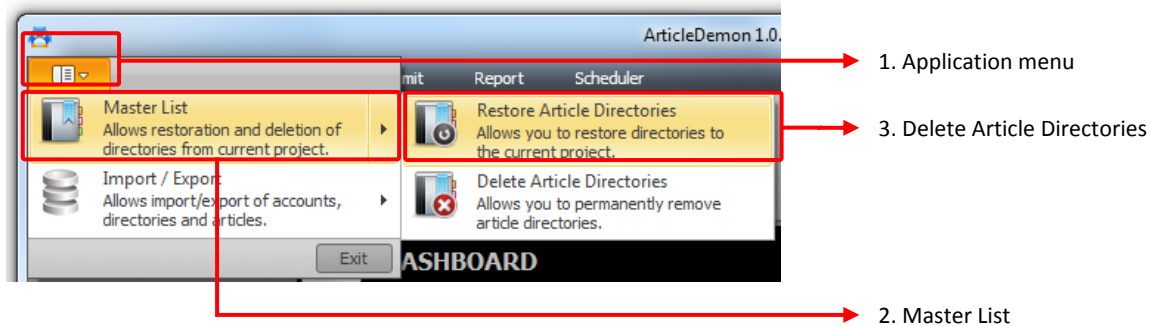 ArticleDemon 1.0.
1. Application menu
mit Report Scheduler
Master List
Allows restoration and deletion of
directories from current project.
Restore Article Directories
Allows you to restore directories to
the current project.
3. Delete Article Directories
Import / Export
Allows import/export of accounts,
directories and articles.
Delete Article Directories
Allows you to permanently remove
article directories.
Exit
ASHBOARD
2. Master List